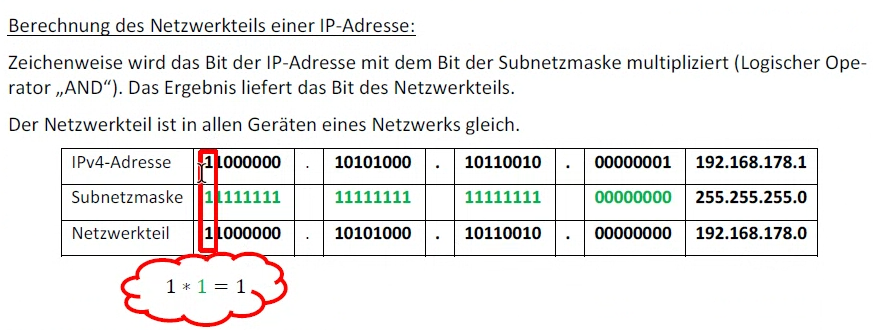 Berechnung des Netzwerkteils einer IP-Adresse:
Zeichenweise wird das Bit der IP-Adresse mit dem Bit der Subnetzmaske multipliziert (Logischer Ope-
rator „AND“). Das Ergebnis liefert das Bit des Netzwerkteils.
Der Netzwerkteil ist in allen Geräten eines Netzwerks gleich.
IPv4-Adresse 11000000 . 10101000 . 10110010 . 00000001 192.168.178.1
Subnetzmaske 11111111 11111111 11111111 00000000 255.255.255.0
Netzwerkteil 11000000 . 10101000 . 10110010 . 00000000 192.168.178.0
1 ∗ 1 = 1